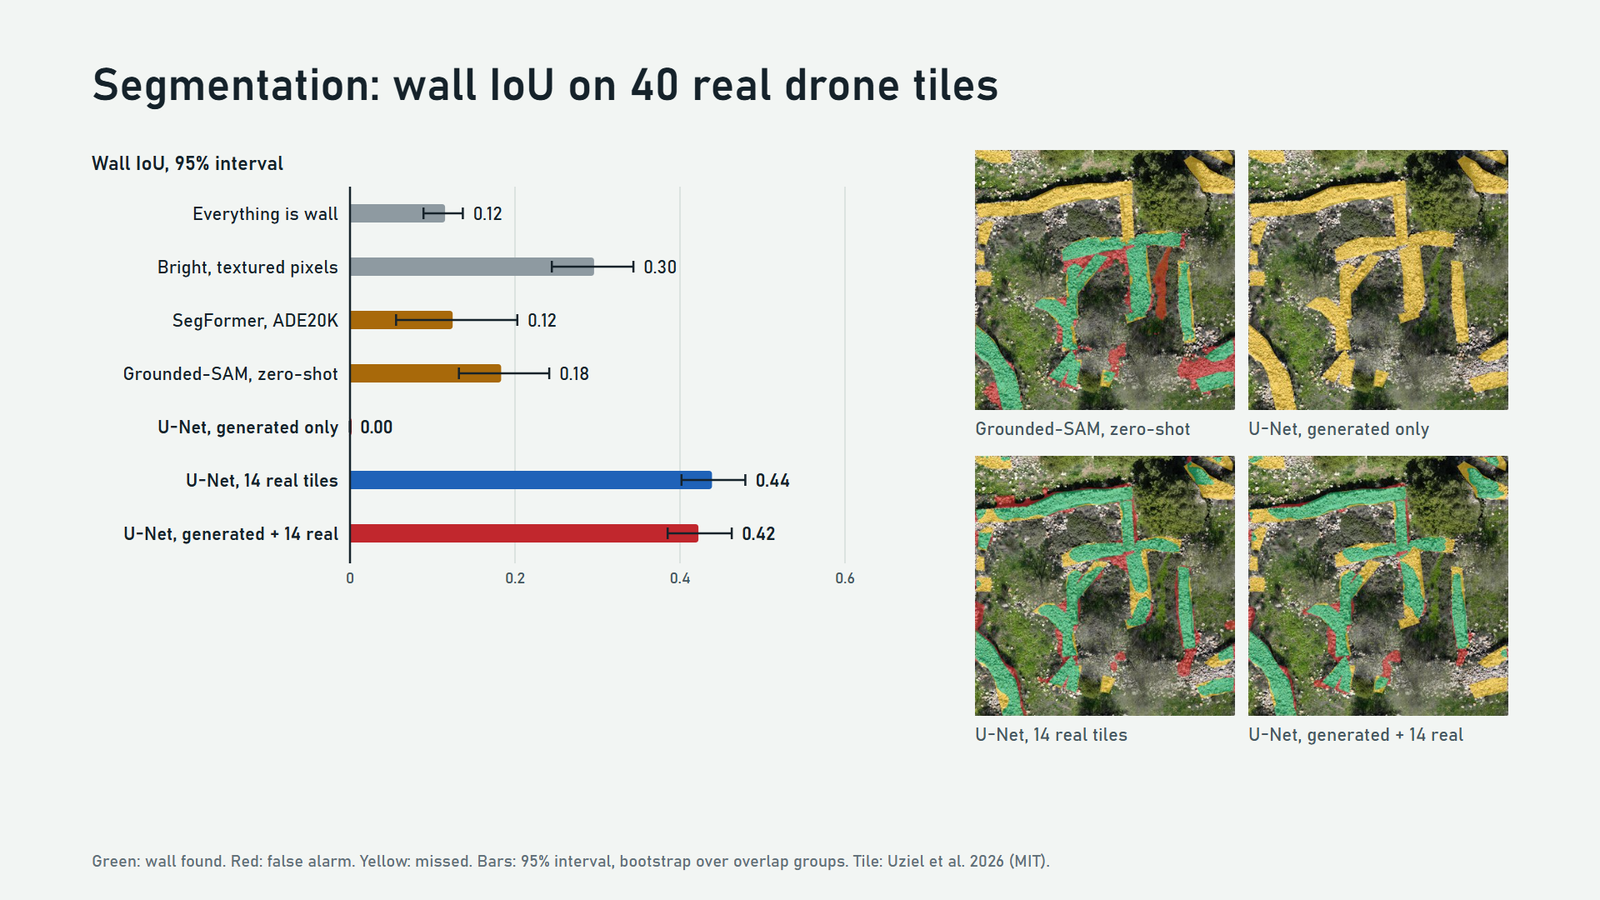 Segmentation: wall IoU on 40 real drone tiles
Wall IoU, 95% interval
Everything is wall 0.12
Bright, textured pixels 0.30
SegFormer, ADE20K 0.12
Grounded-SAM, zero-shot 0.18
U-Net, generated only 0.00
U-Net, 14 real tiles 0.44
U-Net, generated + 14 real 0.42
0 0.2 0.4 0.6
Grounded-SAM, zero-shot
U-Net, generated only
U-Net, 14 real tiles
U-Net, generated + 14 real
Green: wall found. Red: false alarm. Yellow: missed. Bars: 95% interval, bootstrap over overlap groups. Tile: Uziel et al. 2026 (MIT).